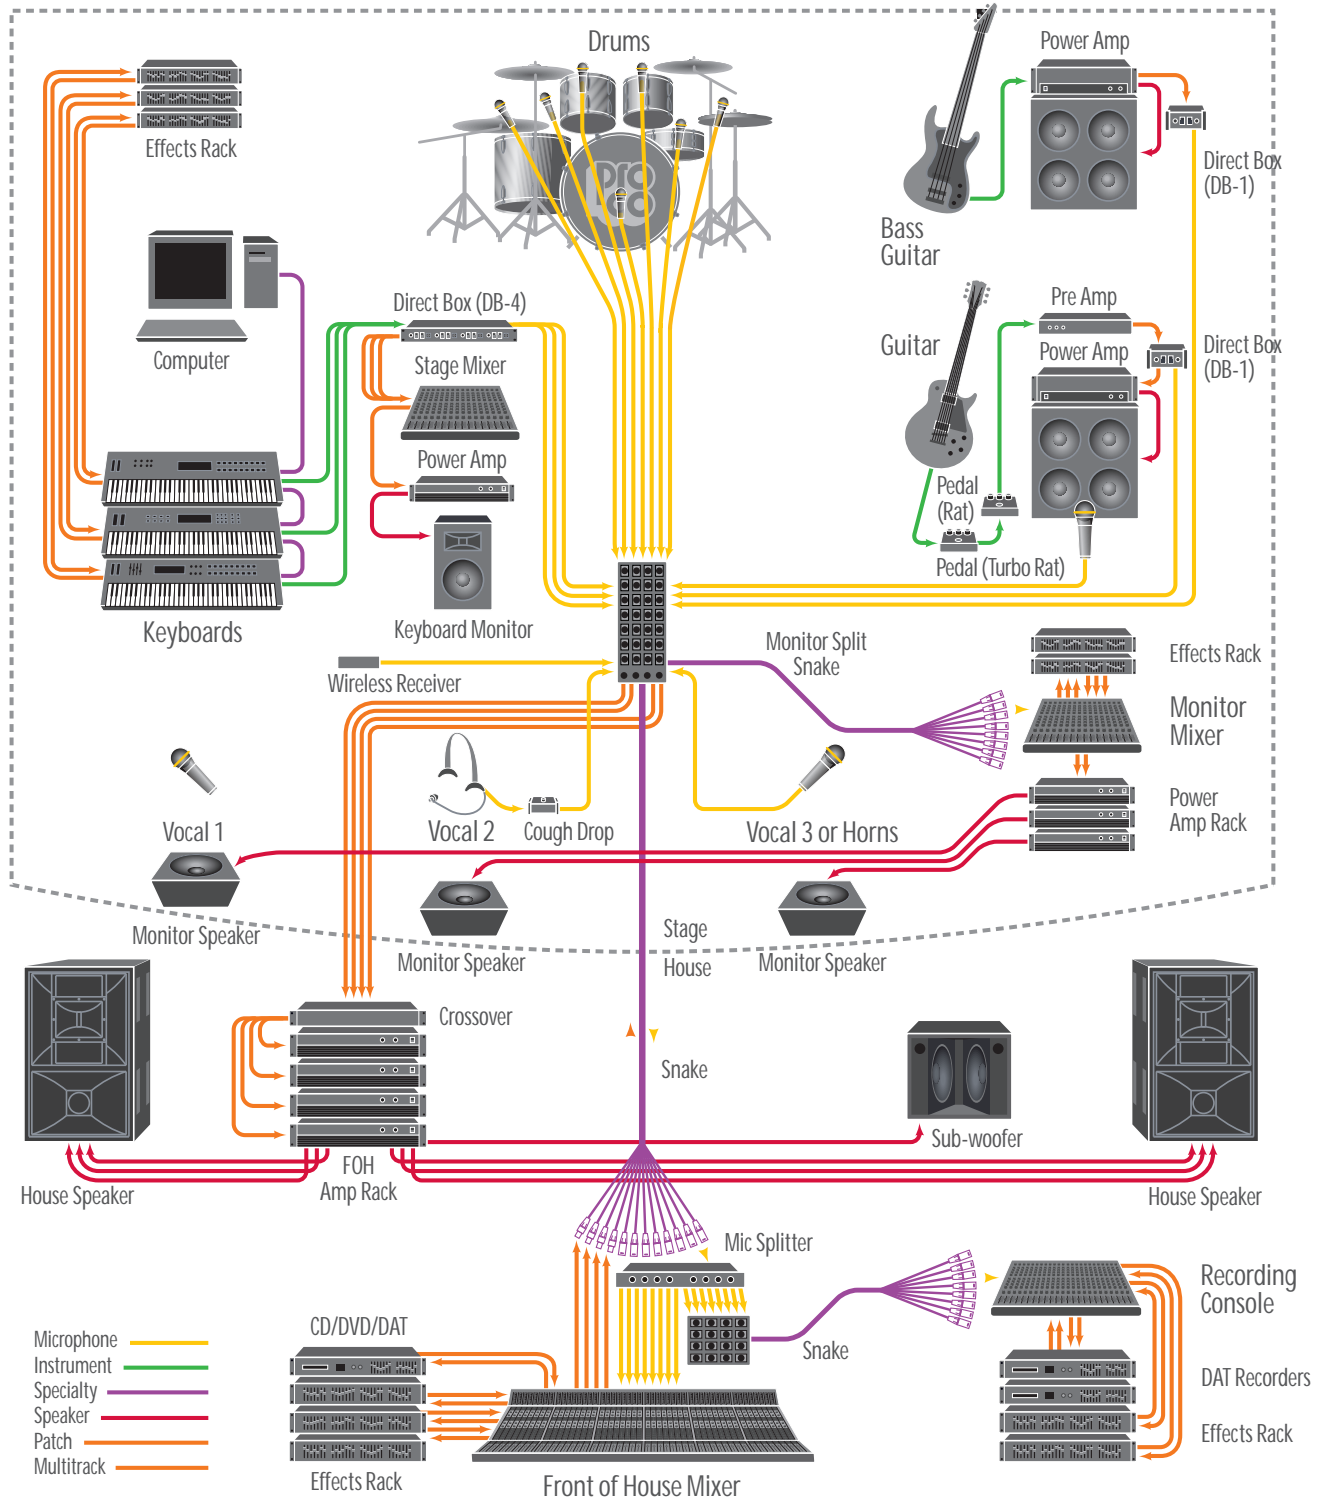 Drums
Power Amp
Effects Rack
Direct Box
(DB-1)
pro
co
Bass
Guitar
Direct Box (DB-4)
Pre Amp
Guitar
Direct Box
(DB-1)
Power Amp
Computer
Stage Mixer
Power Amp
Pedal
(Rat)
Pedal (Turbo Rat)
Keyboards
Keyboard Monitor
Monitor Split
Snake
Effects Rack
Wireless Receiver
Monitor
Mixer
Power
Amp Rack
Vocal 1
Vocal 2
Cough Drop
Vocal 3 or Horns
Monitor Speaker
Stage
Monitor Speaker
House
Monitor Speaker
Crossover
Snake
Sub-woofer
FOH
Amp Rack
House Speaker
House Speaker
Mic Splitter
Recording
Console
CD/DVD/DAT
Snake
Microphone
Instrument
Specialty
Speaker
Patch
Multitrack
DAT Recorders
Effects Rack
Effects Rack
Front of House Mixer